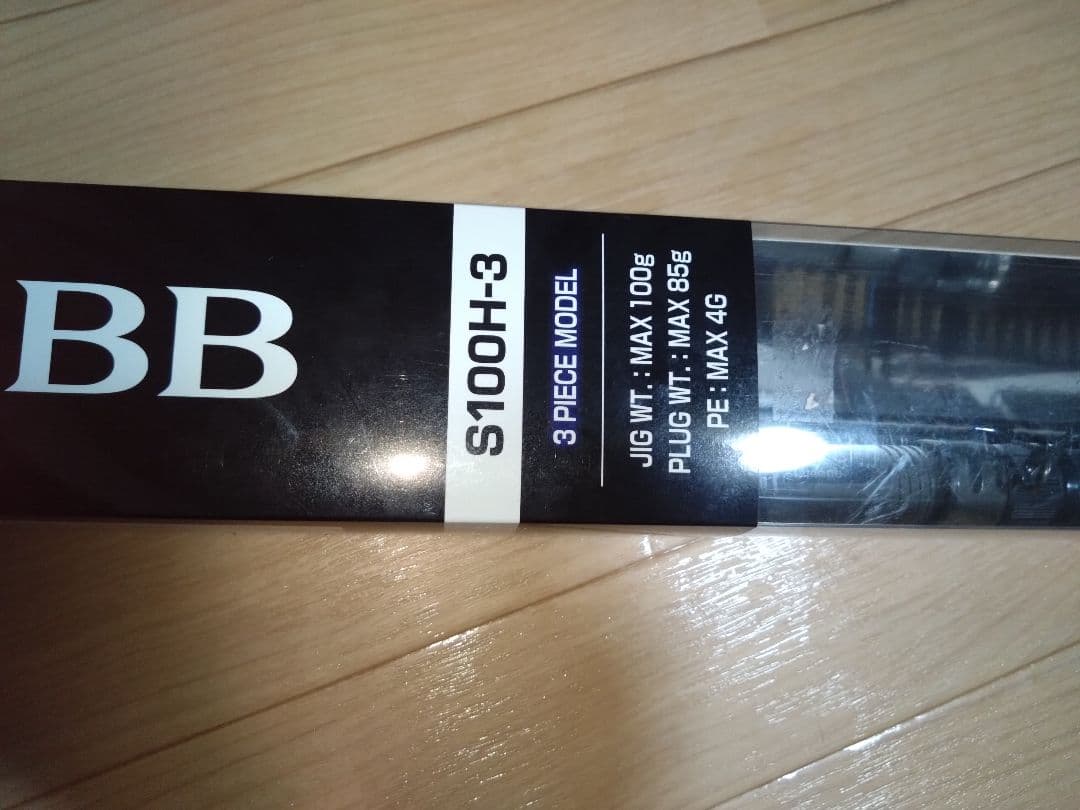 BB
S100H-3
3 PIECE MODEL
JIG WT. : MAX 100g
PLUG WT. : MAX 85g
PE : MAX 4G